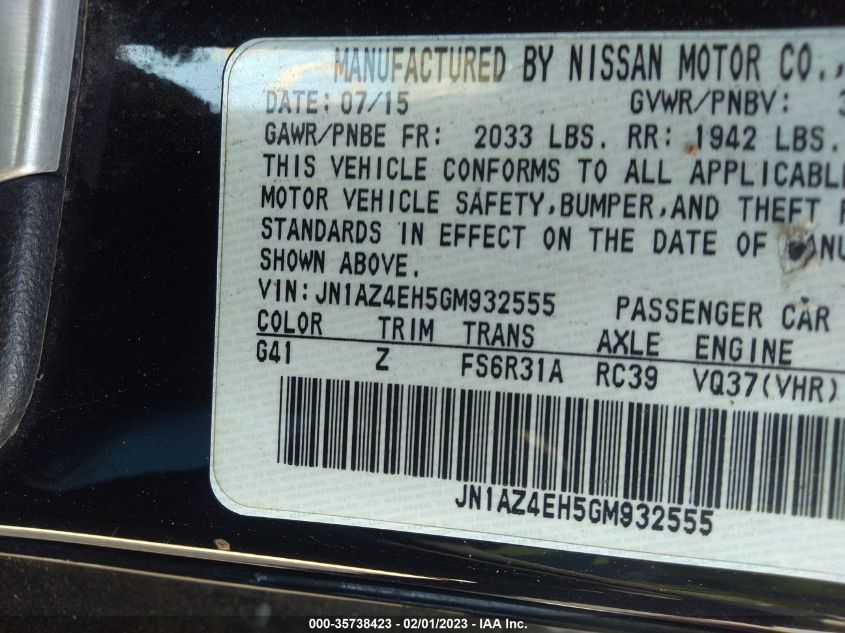 MANUFACTURED BY NISSAN MOTOR CO.,
DATE: 07/15 GVWR/PNBV: 3
GAWR/PNBE FR: 2033 LBS. RR: 1942 LBS.
THIS VEHICLE CONFORMS TO ALL APPLICABL
MOTOR VEHICLE SAFETY,BUMPER,AND THEFT
STANDARDS IN EFFECT ON THE DATE OF
SHOWN ABOVE.
VIN: JN1AZ4EH5GM932555 PASSENGER CAR
COLOR TRIM TRANS AXLE ENGINE
G41 Z FS6R31A RC39 VQ37(VHR)
JN1AZ4EH5GM932555
000-35738423 - 02/01/2023 - IAA Inc.